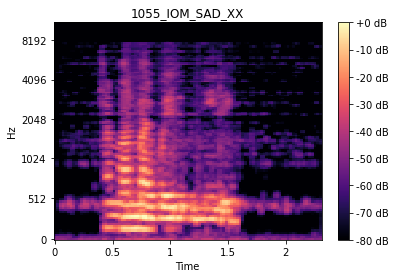 1055_IOM_SAD_XX
8192
4096
2048
1024
512
0
Hz
0
0.5
1
1.5
2
Time
+0 dB
-10 dB
-20 dB
-30 dB
-40 dB
-50 dB
-60 dB
-70 dB
-80 dB